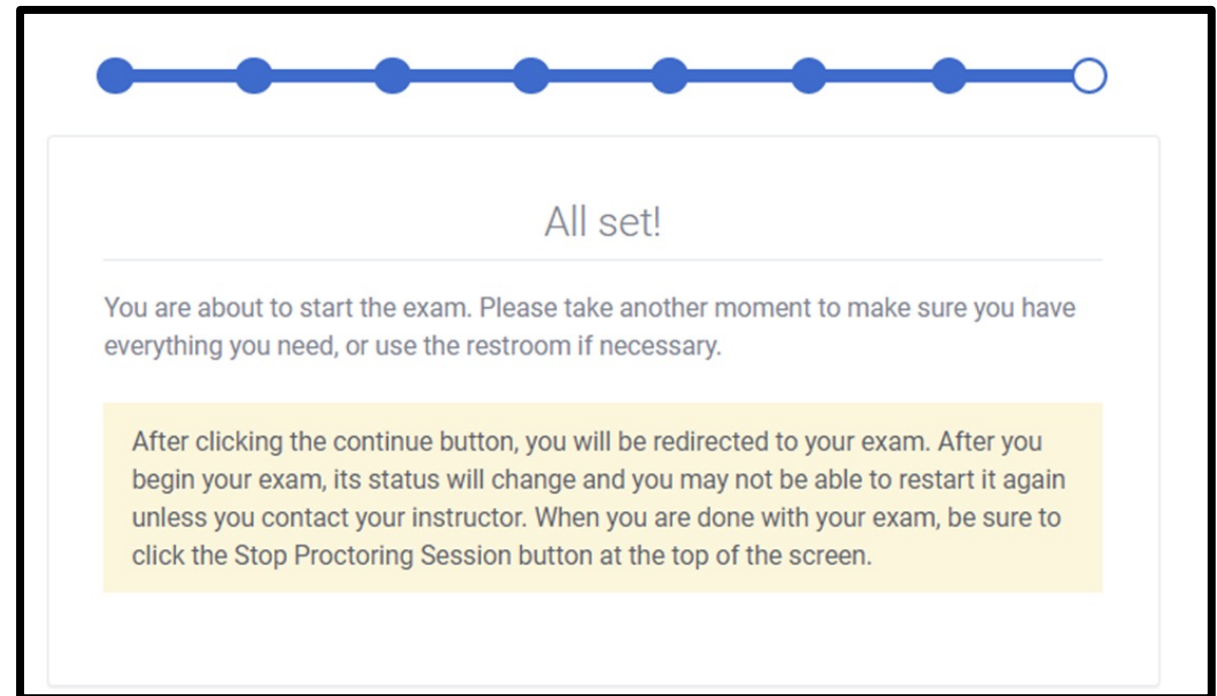 All set!
You are about to start the exam. Please take another moment to make sure you have
everything you need, or use the restroom if necessary.
After clicking the continue button, you will be redirected to your exam. After you
begin your exam, its status will change and you may not be able to restart it again
unless you contact your instructor. When you are done with your exam, be sure to
click the Stop Proctoring Session button at the top of the screen.